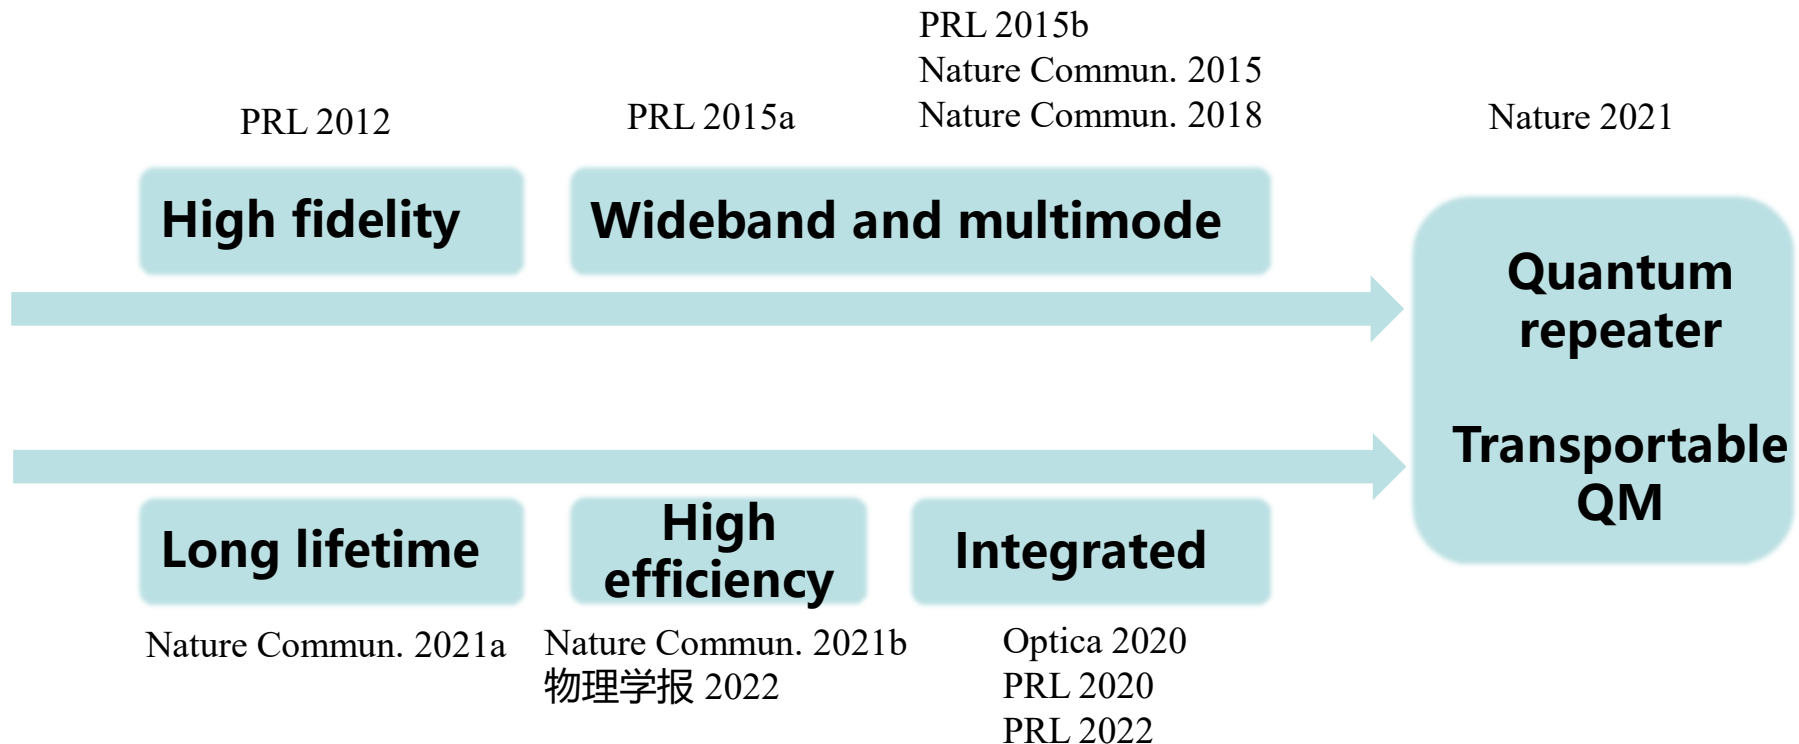 PRL 2012
PRL 2015a
PRL 2015b
Nature Commun. 2015
Nature Commun. 2018
Nature 2021
High fidelity
Wideband and multimode
Quantum
repeater
Transportable
QM
Long lifetime
High
efficiency
Integrated
Nature Commun. 2021a
Nature Commun. 2021b
物理学报 2022
Optica 2020
PRL 2020
PRL 2022